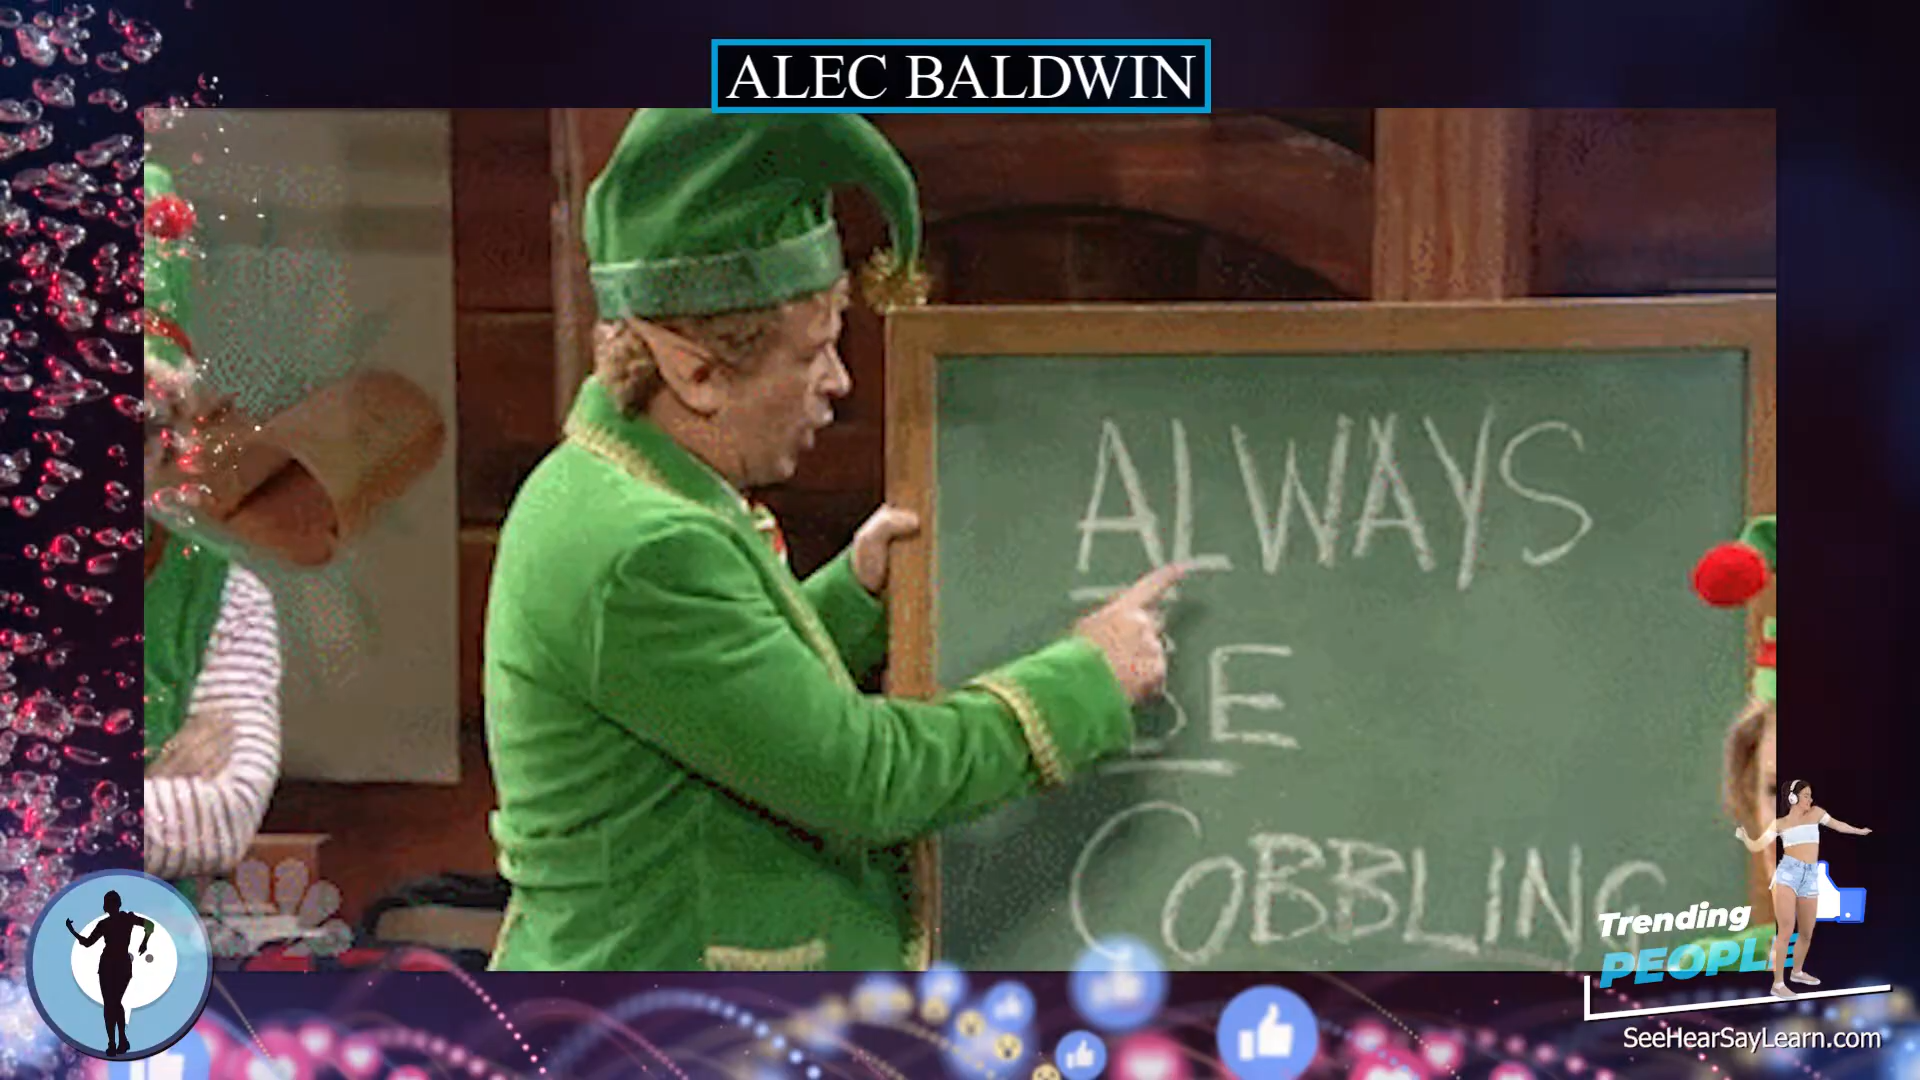 ALEC BALDWIN
ALWAYS
BE
COBBLING
Trending
PEOPLE
SeeHearSayLearn.com